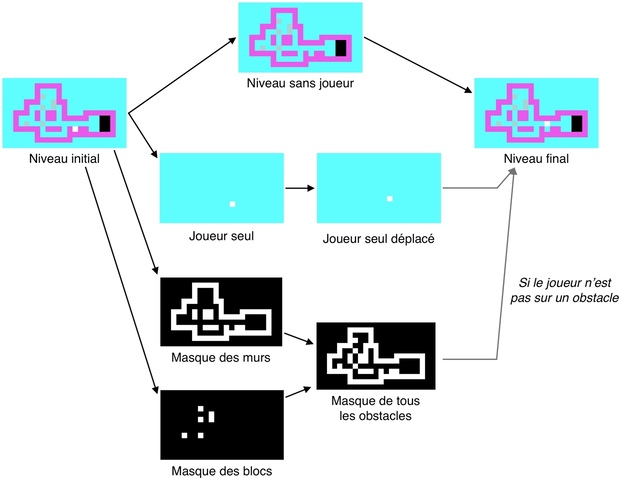 Niveau sans joueur
Niveau initial
Niveau final
Joueur seul
Joueur seul déplacé
Si le joueur n'est
pas sur un obstacle
Masque des murs
Masque de tous
les obstacles
Masque des blocs